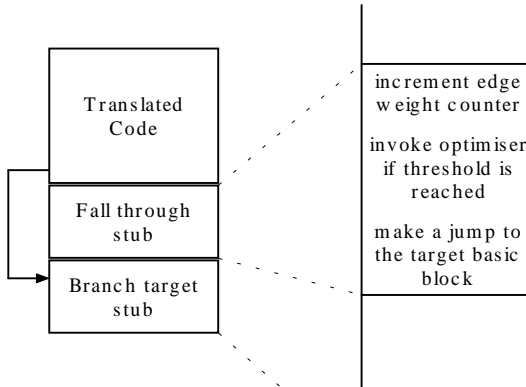 Translated
Code
Fall through
stub
Branch target
stub
increment edge
weight counter
invoke optimiser
if threshold is
reached
make a jump to
the target basic
block